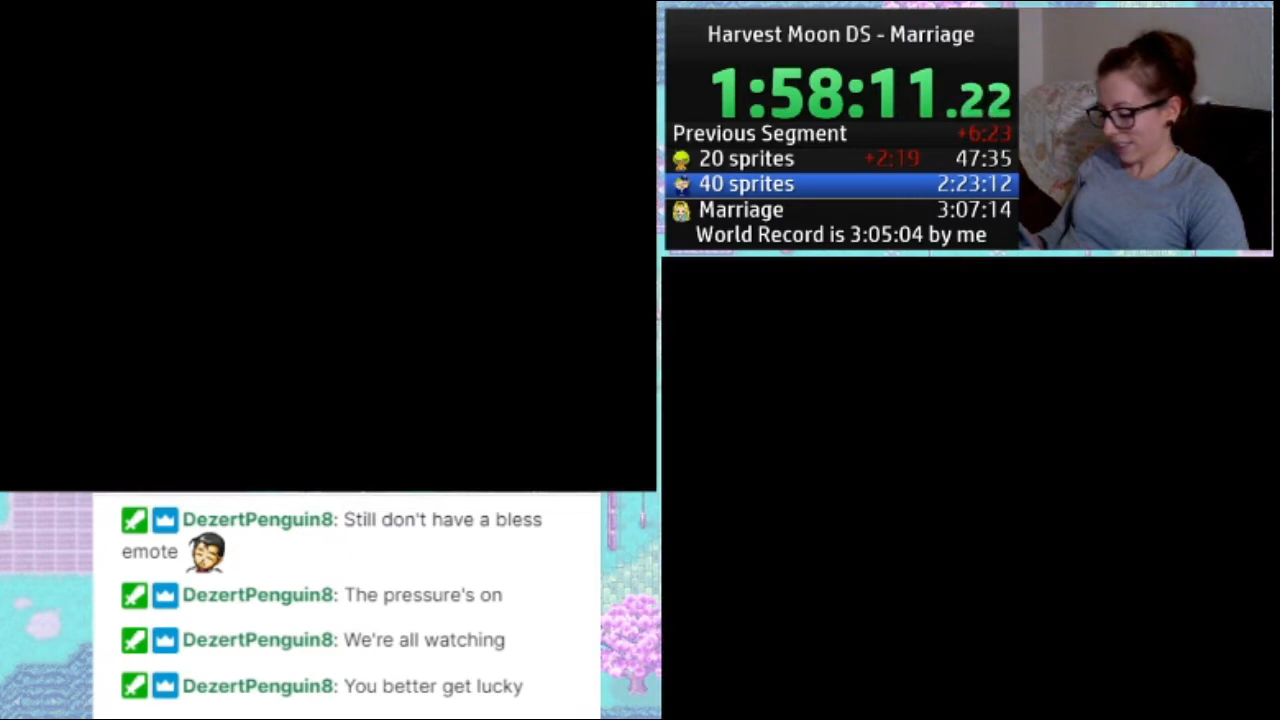 Harvest Moon DS - Marriage
1:58:11.22
Previous Segment +6:23
20 sprites +2:19 47:35
40 sprites 2:23:12
Marriage 3:07:14
World Record is 3:05:04 by me
DezertPenguin8: Still don't have a bless
emote
DezertPenguin8: The pressure's on
DezertPenguin8: We're all watching
DezertPenguin8: You better get lucky